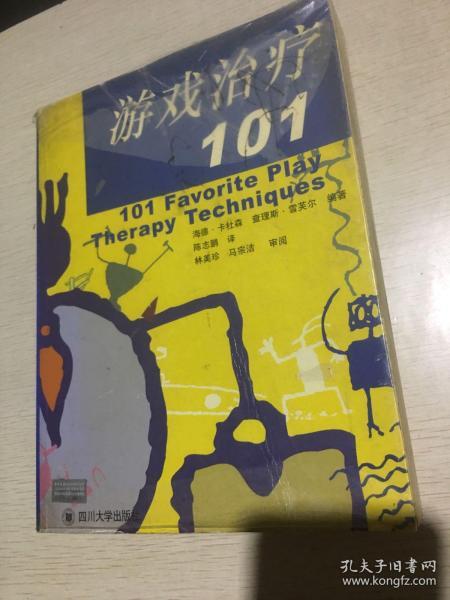 游戏治疗
101
101 Favorite Play
Therapy Techniques
海德·卡杜森 查理斯·雪芙尔 编著
陈志鹏 译
林美珍 马宗洁 审阅
四川大学出版社
孔夫子旧书网
www.kongfz.com